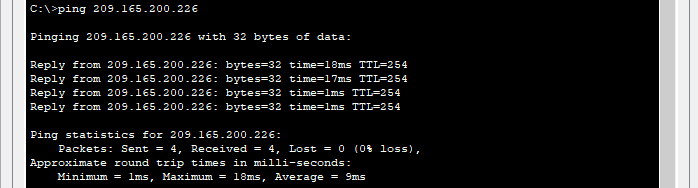 C:\>ping 209.165.200.226
Pinging 209.165.200.226 with 32 bytes of data:
Reply from 209.165.200.226: bytes=32 time=18ms TTL=254
Reply from 209.165.200.226: bytes=32 time=17ms TTL=254
Reply from 209.165.200.226: bytes=32 time=1ms TTL=254
Reply from 209.165.200.226: bytes=32 time=1ms TTL=254
Ping statistics for 209.165.200.226:
Packets: Sent = 4, Received = 4, Lost = 0 (0% loss),
Approximate round trip times in milli-seconds:
Minimum = 1ms, Maximum = 18ms, Average = 9ms